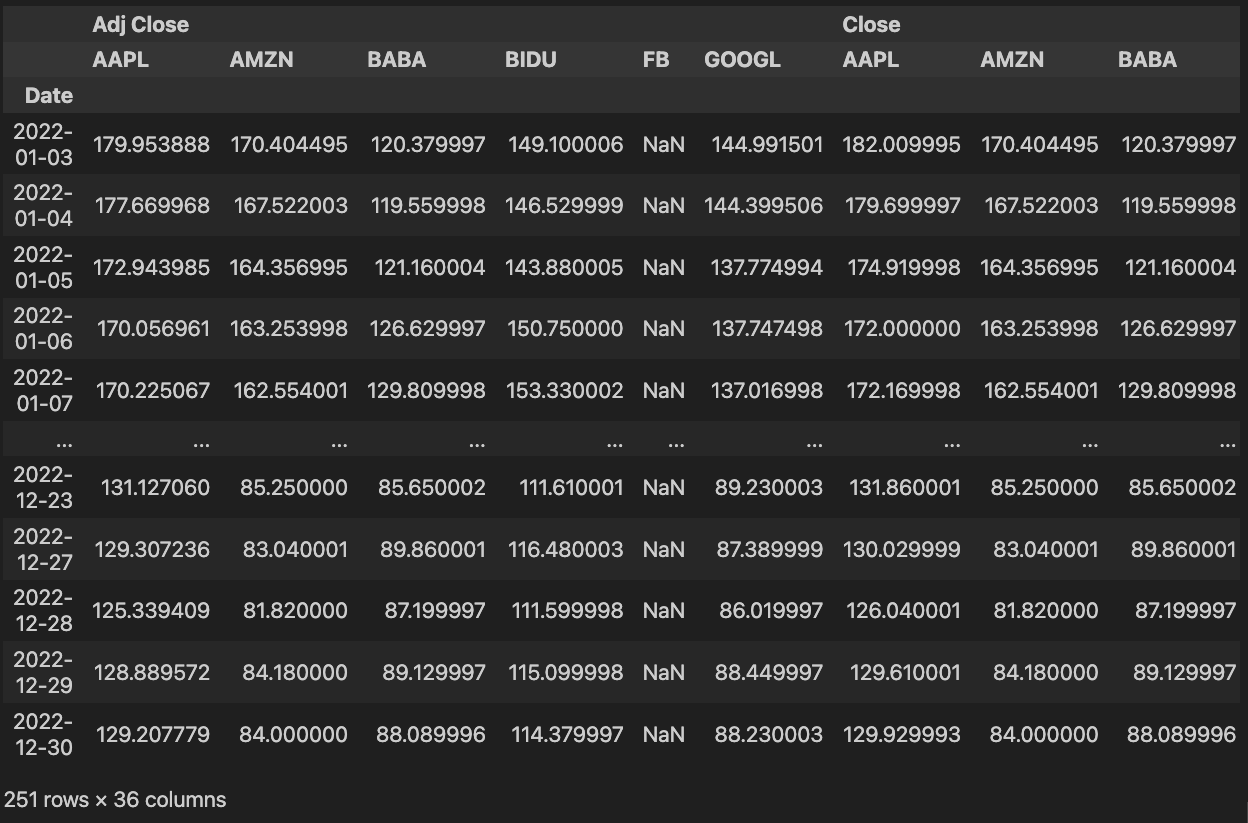 Adj Close Close
AAPL AMZN BABA BIDU FB GOOGL AAPL AMZN BABA
Date
2022-
01-03 179.953888 170.404495 120.379997 149.100006 NaN 144.991501 182.009995 170.404495 120.379997
2022-
01-04 177.669968 167.522003 119.559998 146.529999 NaN 144.399506 179.699997 167.522003 119.559998
2022-
01-05 172.943985 164.356995 121.160004 143.880005 NaN 137.774994 174.919998 164.356995 121.160004
2022-
01-06 170.056961 163.253998 126.629997 150.750000 NaN 137.747498 172.000000 163.253998 126.629997
2022-
01-07 170.225067 162.554001 129.809998 153.330002 NaN 137.016998 172.169998 162.554001 129.809998
... ... ... ... ... ... ... ... ... ...
2022-
12-23 131.127060 85.250000 85.650002 111.610001 NaN 89.230003 131.860001 85.250000 85.650002
2022-
12-27 129.307236 83.040001 89.860001 116.480003 NaN 87.389999 130.029999 83.040001 89.860001
2022-
12-28 125.339409 81.820000 87.199997 111.599998 NaN 86.019997 126.040001 81.820000 87.199997
2022-
12-29 128.889572 84.180000 89.129997 115.099998 NaN 88.449997 129.610001 84.180000 89.129997
2022-
12-30 129.207779 84.000000 88.089996 114.379997 NaN 88.230003 129.929993 84.000000 88.089996
251 rows × 36 columns